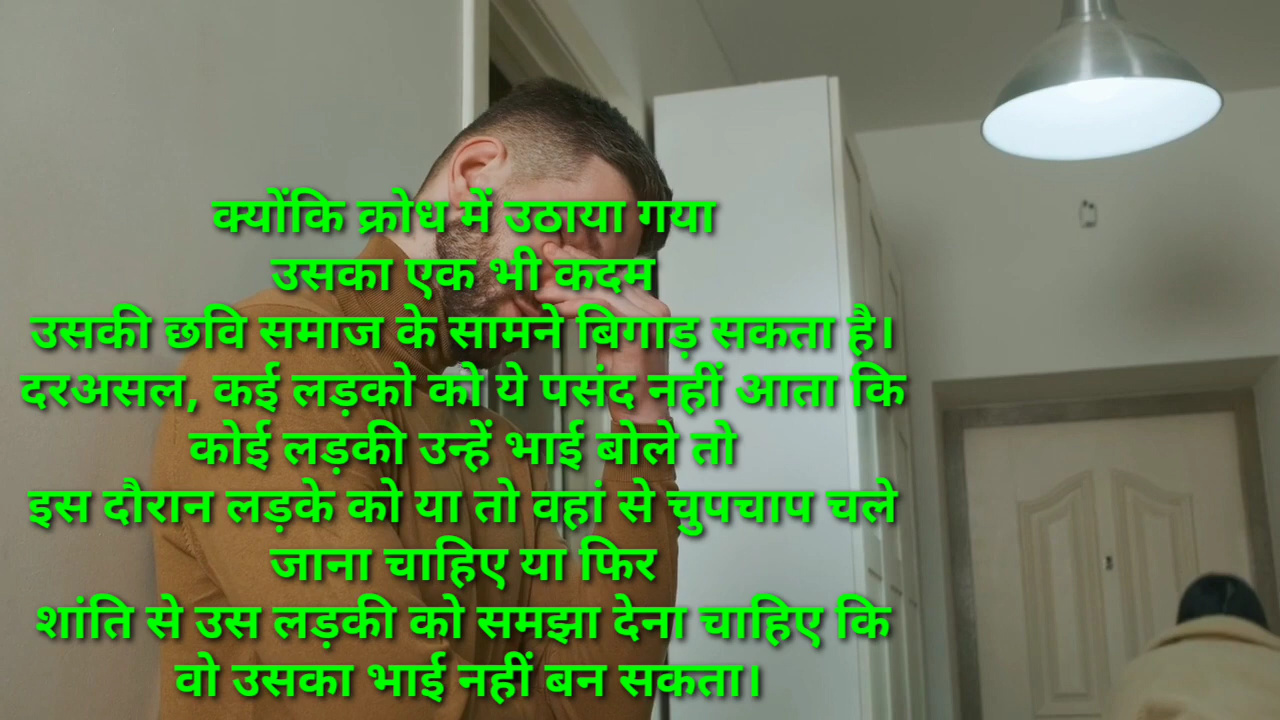 क्योंकि क्रोध में उठाया गया
उसका एक भी कदम
उसकी छवि समाज के सामने बिगाड़ सकता है।
दरअसल, कई लड़को को ये पसंद नहीं आता कि
कोई लड़की उन्हें भाई बोले तो
इस दौरान लड़के को या तो वहां से चुपचाप चले
जाना चाहिए या फिर
शांति से उस लड़की को समझा देना चाहिए कि
वो उसका भाई नहीं बन सकता।